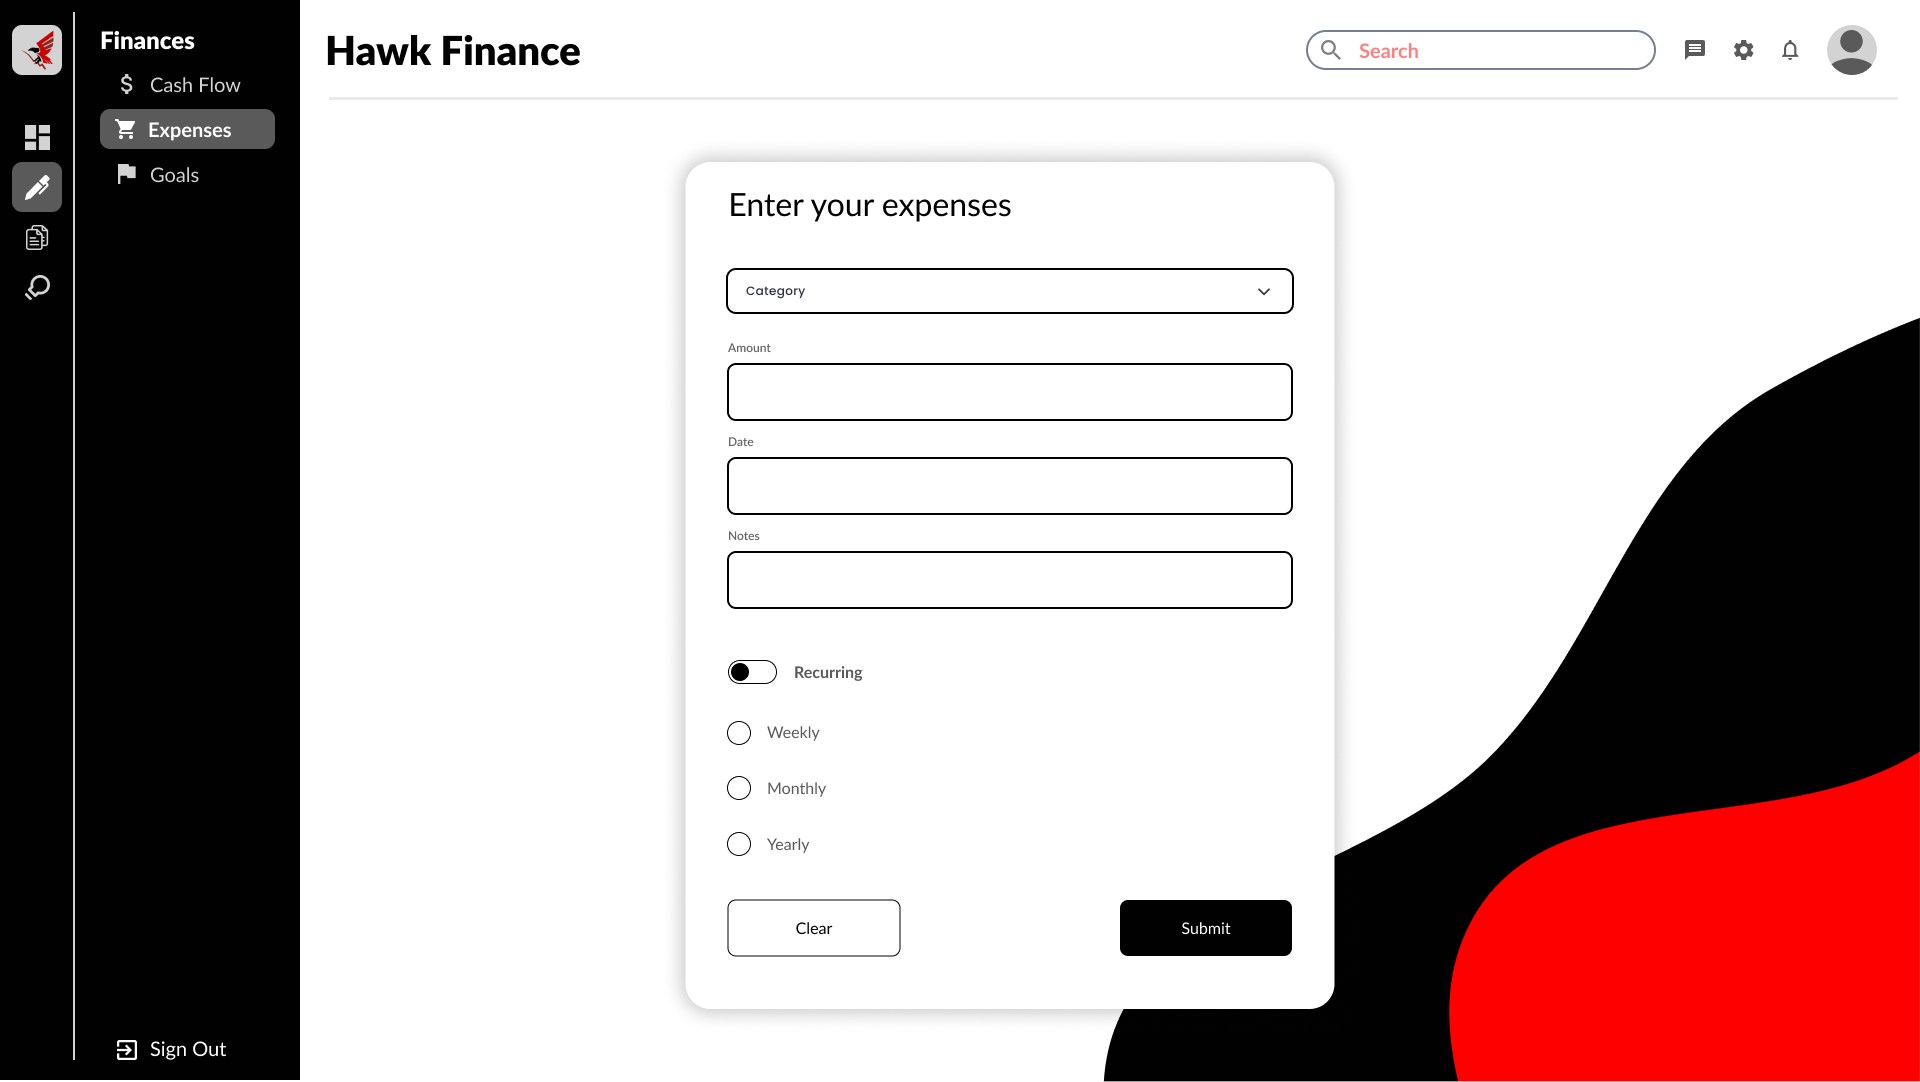 Finances
Cash Flow
Expenses
Goals
Sign Out
Hawk Finance
Search
Enter your expenses
Category
Amount
Date
Notes
Recurring
Weekly
Monthly
Yearly
Clear
Submit